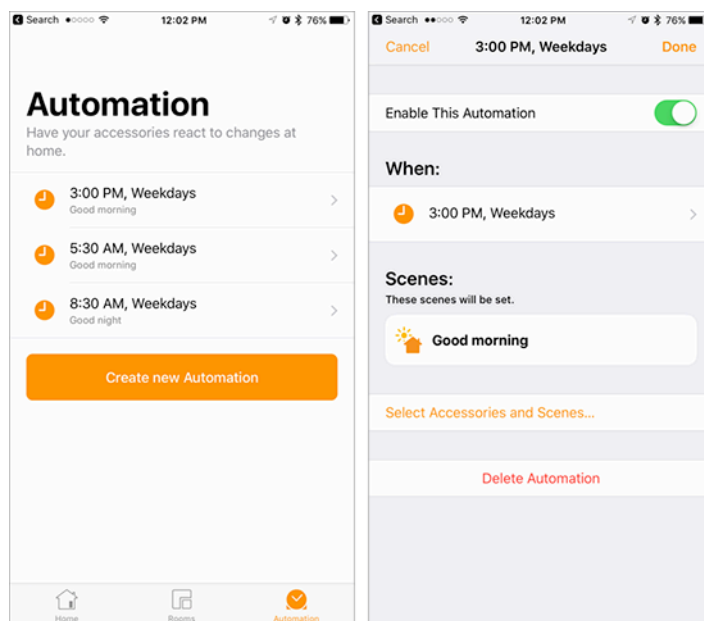 Search
12:02 PM
76%
Automation
Have your accessories react to changes at
home.
3:00 PM, Weekdays
Good morning
5:30 AM, Weekdays
Good morning
8:30 AM, Weekdays
Good night
Create new Automation
Home
Rooms
Automation
Search
12:02 PM
76%
Cancel
3:00 PM, Weekdays
Done
Enable This Automation
When:
3:00 PM, Weekdays
Scenes:
These scenes will be set.
Good morning
Select Accessories and Scenes...
Delete Automation